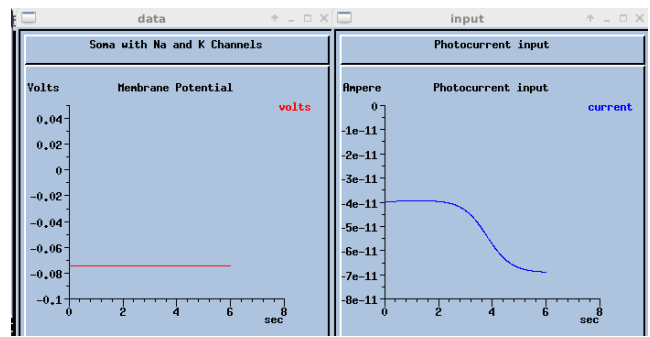 data
Soma with Na and K Channels
Volts
Membrane Potential
volts
0.04
0.02
0
-0.02
-0.04
-0.06
-0.08
-0.1
0
2
4
6
8
sec
input
Photocurrent input
Ampere
Photocurrent input
current
0
-1e-11
-2e-11
-3e-11
-4e-11
-5e-11
-6e-11
-7e-11
-8e-11
0
2
4
6
8
sec